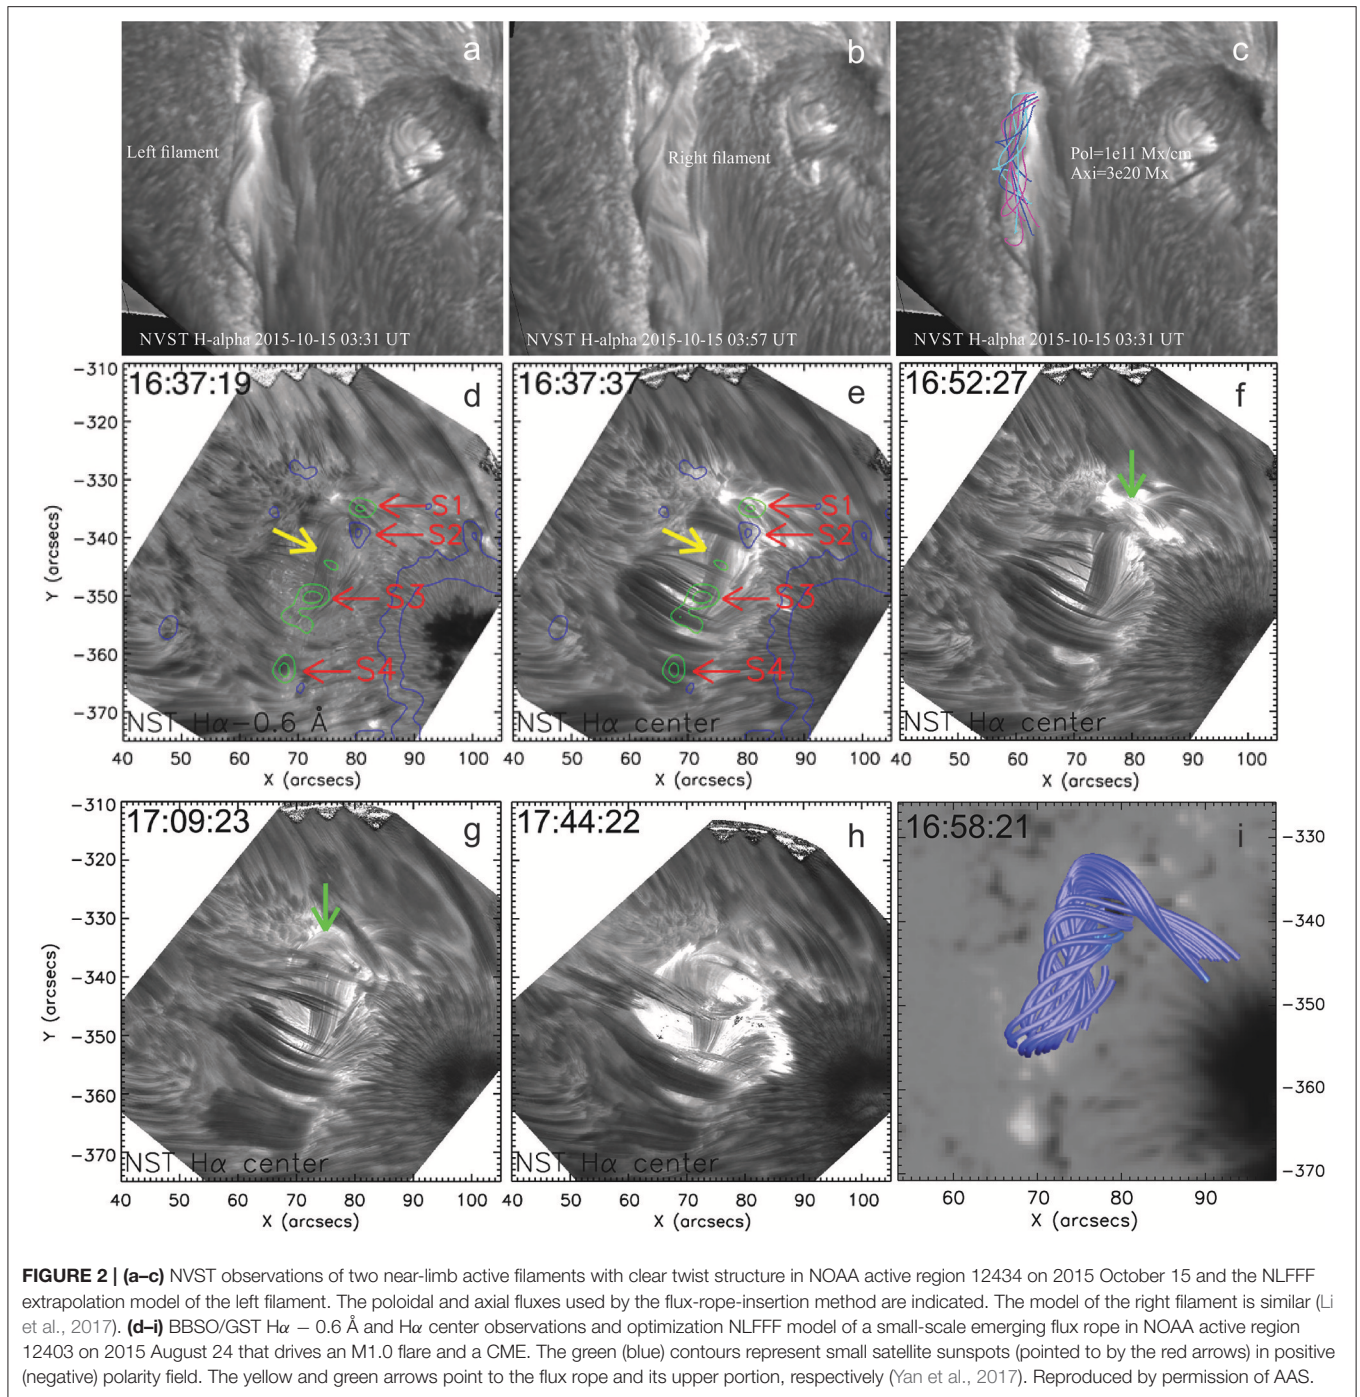 a
b
c
Left filament
Right filament
Pol=1e11 Mx/cm
Axi=3e20 Mx
NVST H-alpha 2015-10-15 03:31 UT
NVST H-alpha 2015-10-15 03:57 UT
NVST H-alpha 2015-10-15 03:31 UT
-310
-320
-330
-340
-350
-360
-370
Y (arcsecs)
16:37:19
d
S1
S2
S3
S4
NST Hα-0.6 Å
40 50 60 70 80 90 100
X (arcsecs)
16:37:37
e
S1
S2
S3
S4
NST Hα center
40 50 60 70 80 90 100
X (arcsecs)
16:52:27
f
NST Hα center
40 50 60 70 80 90 100
X (arcsecs)
-310
-320
-330
-340
-350
-360
-370
Y (arcsecs)
17:09:23
g
NST Hα center
40 50 60 70 80 90 100
X (arcsecs)
17:44:22
h
NST Hα center
40 50 60 70 80 90 100
X (arcsecs)
16:58:21
i
-330
-340
-350
-360
-370
60 70 80 90
X (arcsecs)
FIGURE 2 | (a–c) NVST observations of two near-limb active filaments with clear twist structure in NOAA active region 12434 on 2015 October 15 and the NLFFF
extrapolation model of the left filament. The poloidal and axial fluxes used by the flux-rope-insertion method are indicated. The model of the right filament is similar (Li
et al., 2017). (d–i) BBSO/GST Hα − 0.6 Å and Hα center observations and optimization NLFFF model of a small-scale emerging flux rope in NOAA active region
12403 on 2015 August 24 that drives an M1.0 flare and a CME. The green (blue) contours represent small satellite sunspots (pointed to by the red arrows) in positive
(negative) polarity field. The yellow and green arrows point to the flux rope and its upper portion, respectively (Yan et al., 2017). Reproduced by permission of AAS.